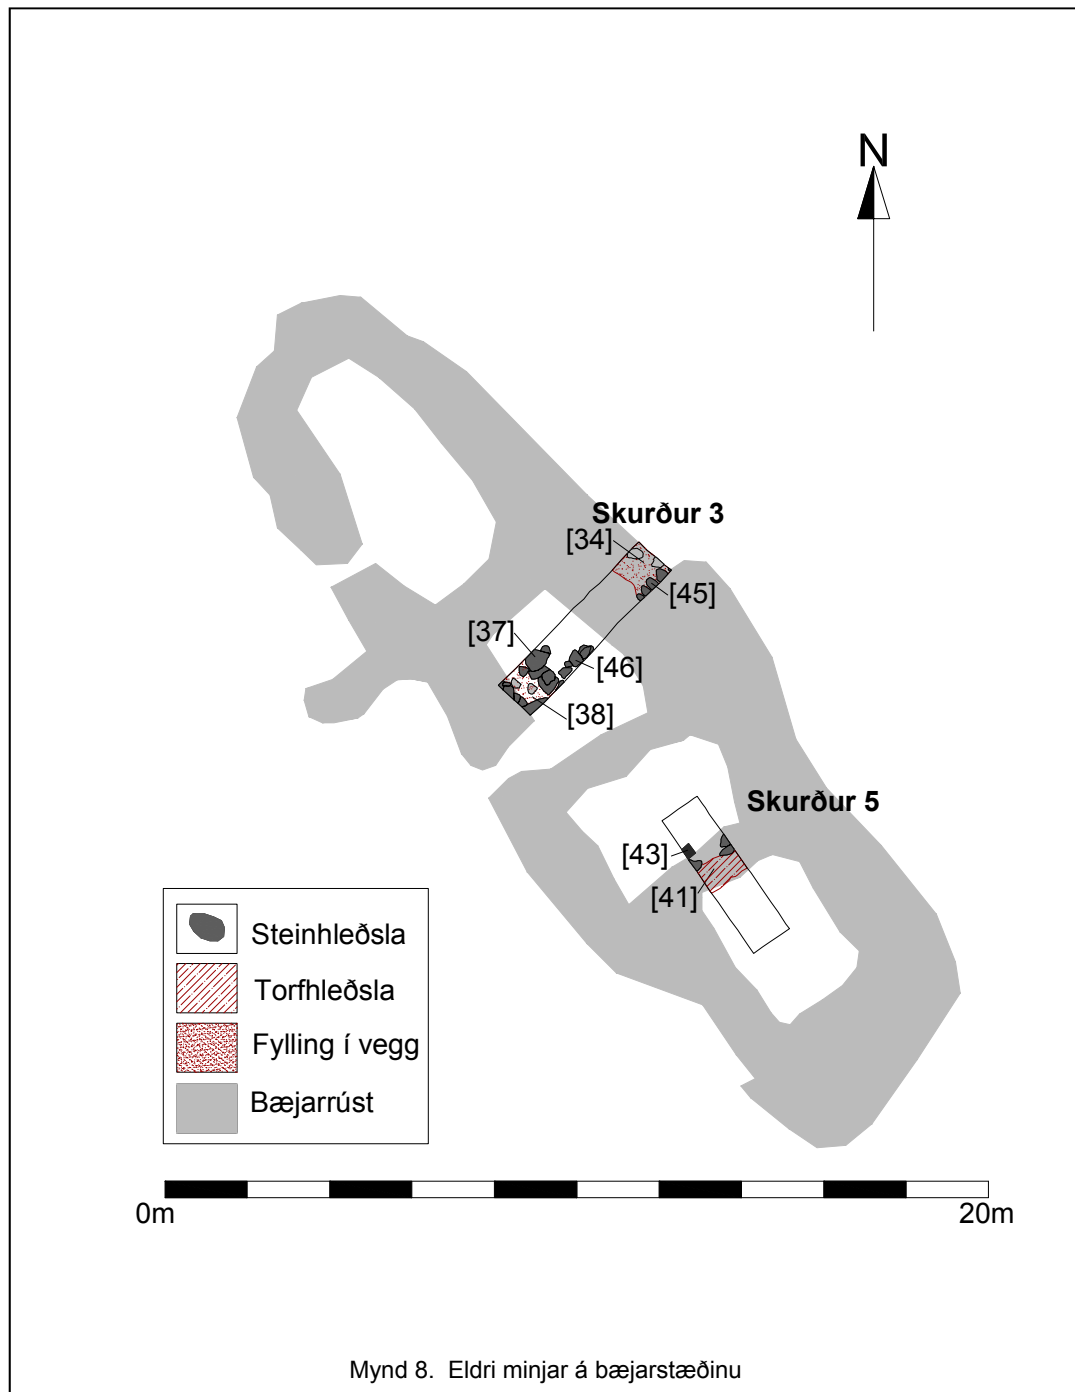 N
Skurður 3
[34]
[45]
[37]
[46]
[38]
Skurður 5
[43]
[41]
Steinhleðsla
Torfhleðsla
Fylling í vegg
Bæjarrúst
0m 20m
Mynd 8. Eldri minjar á bæjarstæðinu